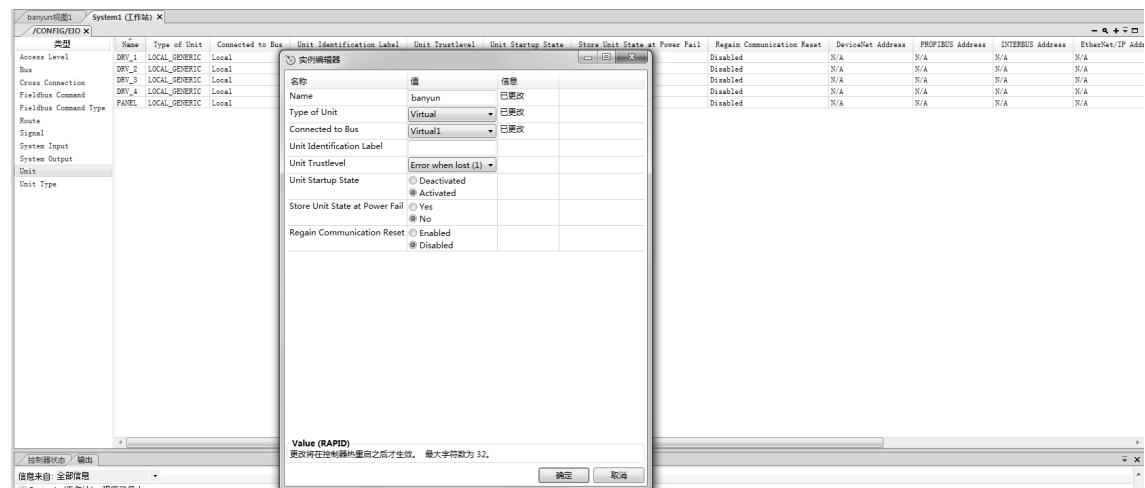 banyun视图1 System1 (工作站) ×
/CONFIG/EIO ×
类型 Name Type of Unit Connected to Bus Unit Identification Label Unit Trustlevel Unit Startup State Store Unit State at Power Fail Regain Communication Reset DeviceNet Address PROFIBUS Address INTERBUS Address EtherNet/IP Addr
Access Level DRV_1 LOCAL_GENERIC Local Disabled N/A N/A N/A N/A
Bus DRV_2 LOCAL_GENERIC Local Disabled N/A N/A N/A N/A
Cross Connection DRV_3 LOCAL_GENERIC Local Disabled N/A N/A N/A N/A
Fieldbus Command DRV_4 LOCAL_GENERIC Local Disabled N/A N/A N/A N/A
Fieldbus Command Type PANEL LOCAL_GENERIC Local Disabled N/A N/A N/A N/A
Route
Signal
System Input
System Output
Unit
Unit Type
实例编辑器
名称 值 信息
Name banyun 已更改
Type of Unit Virtual 已更改
Connected to Bus Virtual1 已更改
Unit Identification Label
Unit Trustlevel Error when lost (1)
Unit Startup State Deactivated
Activated
Store Unit State at Power Fail Yes
No
Regain Communication Reset Enabled
Disabled
Value (RAPID)
更改将在控制器热重启之后才生效。 最大字符数为 32。
确定 取消
控制器状态 输出
信息来自: 全部信息